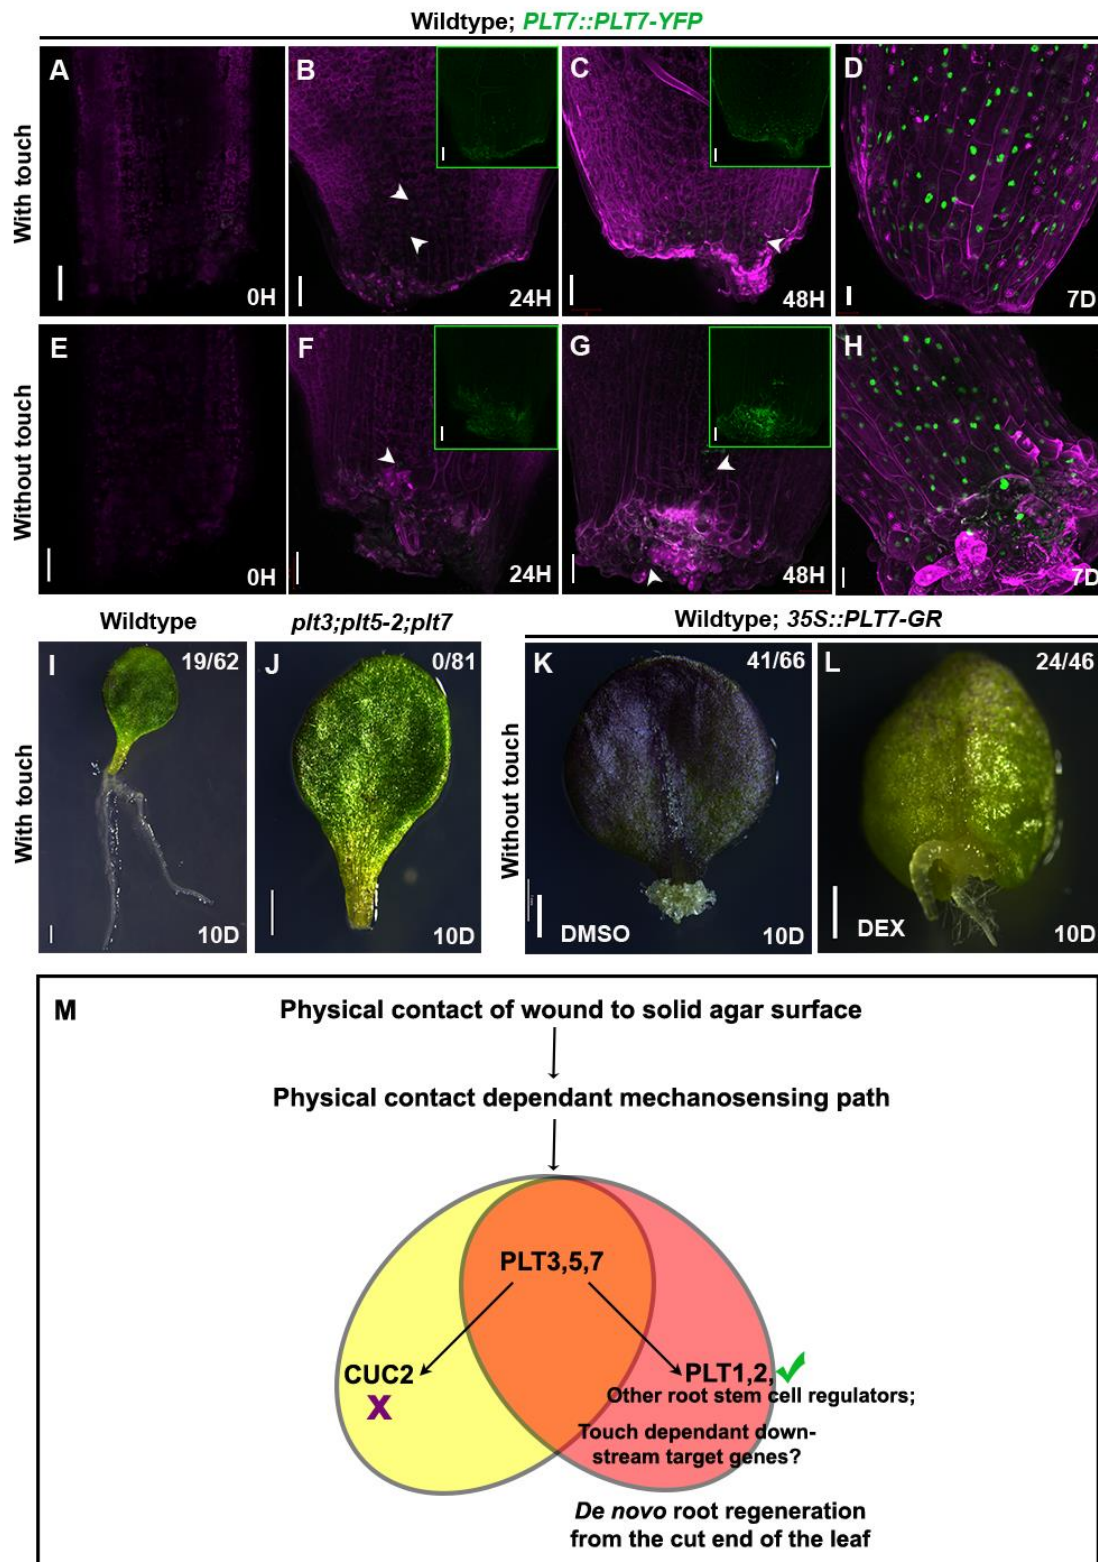 Wildtype; PLT7::PLT7-YFP
With touch
A
0H
B
24H
C
48H
D
7D
Without touch
E
0H
F
24H
G
48H
H
7D
Wildtype
plt3;plt5-2;plt7
Wildtype; 35S::PLT7-GR
With touch
I
19/62
10D
J
0/81
10D
Without touch
K
41/66
DMSO
10D
L
24/46
DEX
10D
M
Physical contact of wound to solid agar surface
Physical contact dependant mechanosensing path
PLT3,5,7
CUC2
X
PLT1,2,
Other root stem cell regulators;
Touch dependant down-
stream target genes?
De novo root regeneration
from the cut end of the leaf